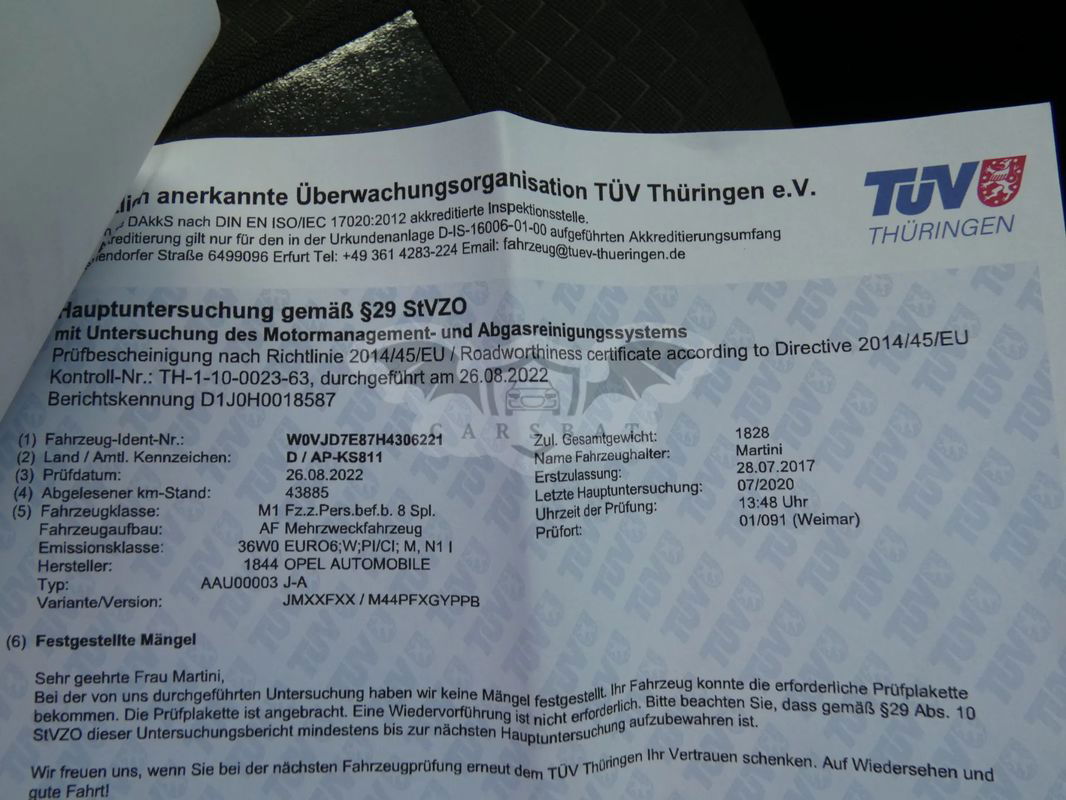 anerkannte Überwachungsorganisation TÜV Thüringen e.V.
TÜV
THÜRINGEN
DAkkS nach DIN EN ISO/IEC 17020:2012 akkreditierte Inspektionsstelle.
gilt nur für den in der Urkundenanlage D-IS-16006-01-00 aufgeführten Akkreditierungsumfang
Straße 6499096 Erfurt Tel: +49 361 4283-224 Email: fahrzeug@tuev-thueringen.de
Hauptuntersuchung gemäß §29 StVZO
mit Untersuchung des Motormanagement- und Abgasreinigungssystems
Prüfbescheinigung nach Richtlinie 2014/45/EU / Roadworthiness certificate according to Directive 2014/45/EU
Kontroll-Nr.: TH-1-10-0023-63, durchgeführt am 26.08.2022
Berichtskennung D1J0H0018587
CARSBAT
(1) Fahrzeug-Ident-Nr.: W0VJD7E87H4306221
(2) Land / Amtl. Kennzeichen: D / AP-KS811
(3) Prüfdatum: 26.08.2022
(4) Abgelesener km-Stand: 43885
(5) Fahrzeugklasse: M1 Fz.z.Pers.bef.b. 8 Spl.
Fahrzeugaufbau: AF Mehrzweckfahrzeug
Emissionsklasse: 36W0 EURO6;W;PI/CI; M, N1 I
Hersteller: 1844 OPEL AUTOMOBILE
Typ: AAU00003 J-A
Variante/Version: JMXXFXX / M44PFXGYPPB
Zul. Gesamtgewicht: 1828
Name Fahrzeughalter: Martini
Erstzulassung: 28.07.2017
Letzte Hauptuntersuchung: 07/2020
Uhrzeit der Prüfung: 13:48 Uhr
Prüfort: 01/091 (Weimar)
(6) Festgestellte Mängel
Sehr geehrte Frau Martini,
Bei der von uns durchgeführten Untersuchung haben wir keine Mängel festgestellt. Ihr Fahrzeug konnte die erforderliche Prüfplakette
bekommen. Die Prüfplakette ist angebracht. Eine Wiedervorführung ist nicht erforderlich. Bitte beachten Sie, dass gemäß §29 Abs. 10
StVZO dieser Untersuchungsbericht mindestens bis zur nächsten Hauptuntersuchung aufzubewahren ist.
Wir freuen uns, wenn Sie bei der nächsten Fahrzeugprüfung erneut dem TÜV Thüringen Ihr Vertrauen schenken. Auf Wiedersehen und
gute Fahrt!